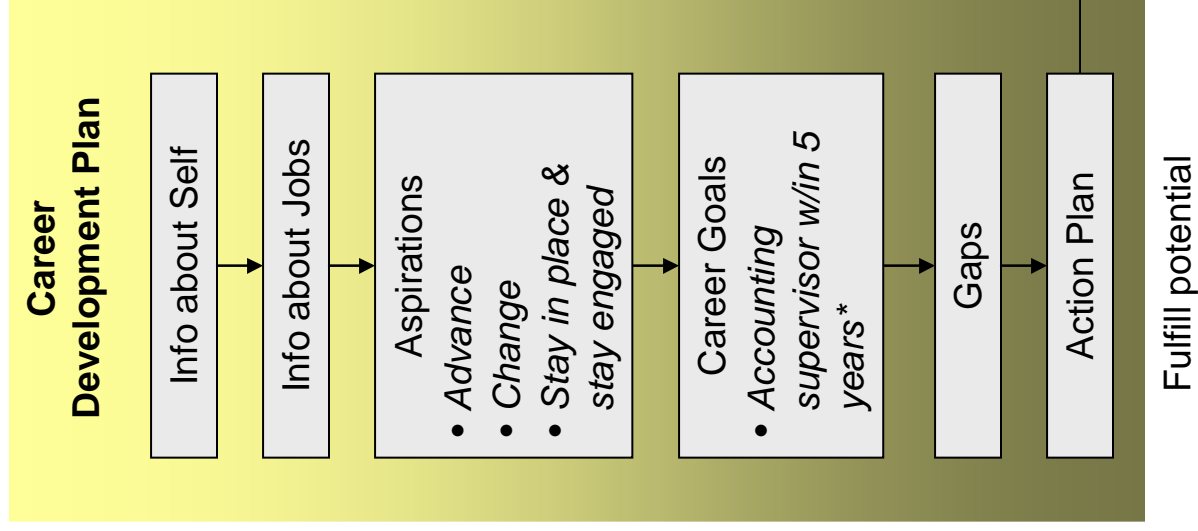 Career
Development Plan
Info about Self
Info about Jobs
Aspirations
• Advance
• Change
• Stay in place &
stay engaged
Career Goals
• Accounting
supervisor w/in 5
years*
Gaps
Action Plan
Fulfill potential